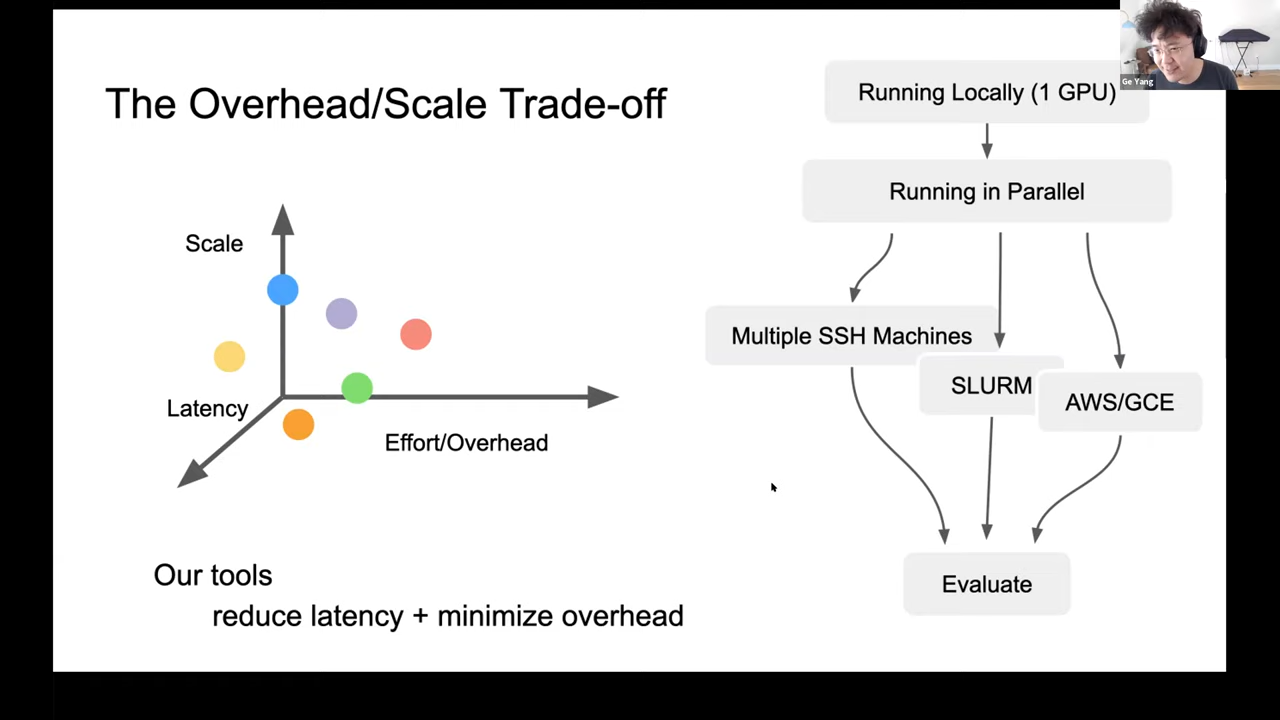 The Overhead/Scale Trade-off
Scale
Latency
Effort/Overhead
Our tools
reduce latency + minimize overhead
Ge Yang
Running Locally (1 GPU)
Running in Parallel
Multiple SSH Machines
SLURM
AWS/GCE
Evaluate